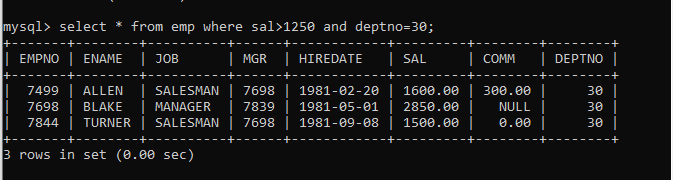 mysql> select * from emp where sal>1250 and deptno=30;
+-------+--------+----------+------+------------+---------+--------+--------+
| EMPNO | ENAME | JOB | MGR | HIREDATE | SAL | COMM | DEPTNO |
+-------+--------+----------+------+------------+---------+--------+--------+
| 7499 | ALLEN | SALESMAN | 7698 | 1981-02-20 | 1600.00 | 300.00 | 30 |
| 7698 | BLAKE | MANAGER | 7839 | 1981-05-01 | 2850.00 | NULL | 30 |
| 7844 | TURNER | SALESMAN | 7698 | 1981-09-08 | 1500.00 | 0.00 | 30 |
+-------+--------+----------+------+------------+---------+--------+--------+
3 rows in set (0.00 sec)